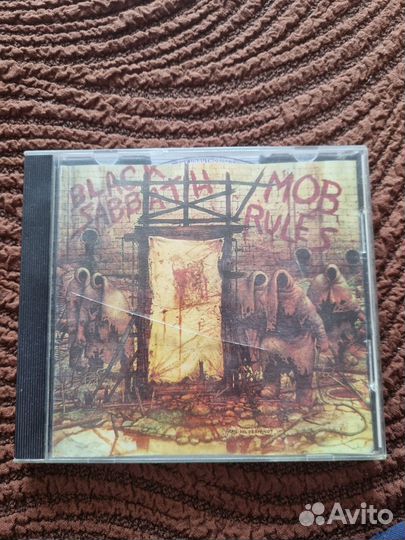 BLACK
SABBATH
MOB
RULES
Avito